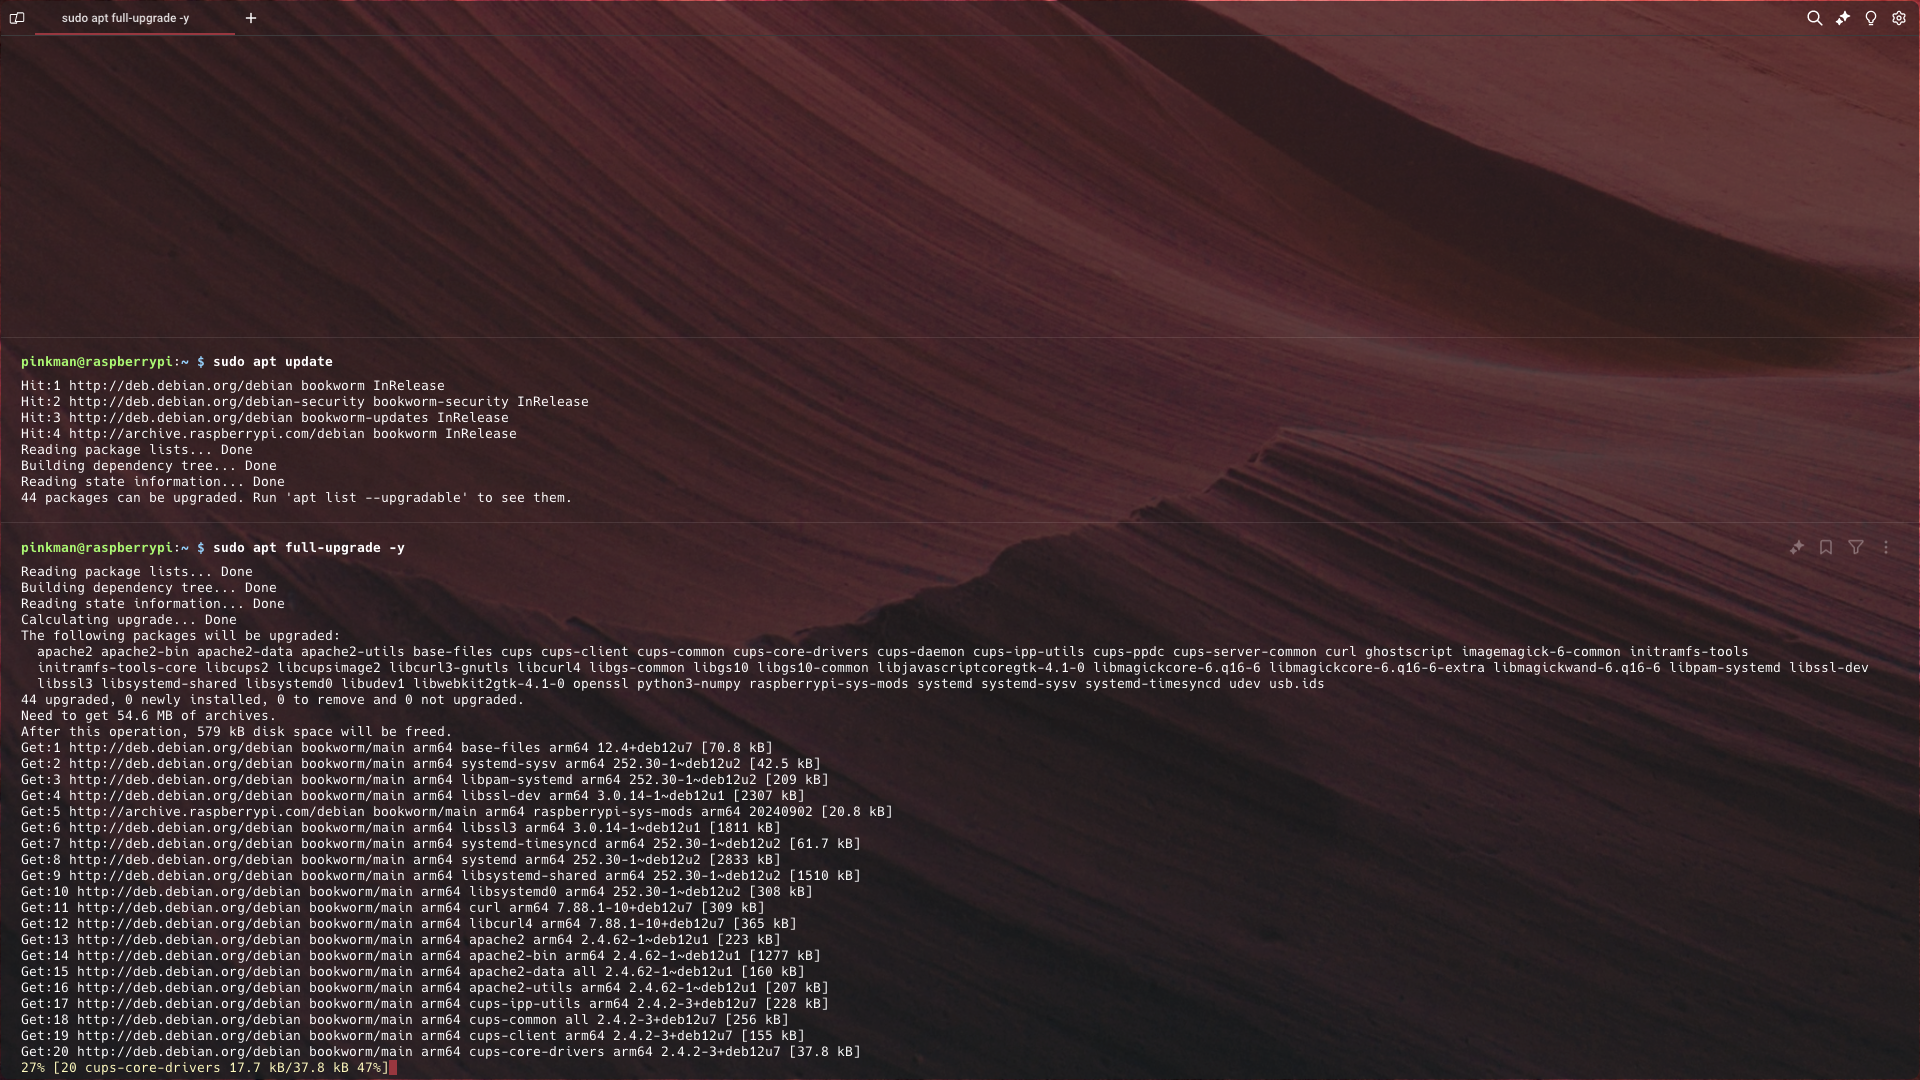 sudo apt full-upgrade -y
pinkman@raspberrypi:~ $ sudo apt update
Hit:1 http://deb.debian.org/debian bookworm InRelease
Hit:2 http://deb.debian.org/debian-security bookworm-security InRelease
Hit:3 http://deb.debian.org/debian bookworm-updates InRelease
Hit:4 http://archive.raspberrypi.com/debian bookworm InRelease
Reading package lists... Done
Building dependency tree... Done
Reading state information... Done
44 packages can be upgraded. Run 'apt list --upgradable' to see them.
pinkman@raspberrypi:~ $ sudo apt full-upgrade -y
Reading package lists... Done
Building dependency tree... Done
Reading state information... Done
Calculating upgrade... Done
The following packages will be upgraded:
apache2 apache2-bin apache2-data apache2-utils base-files cups cups-client cups-common cups-core-drivers cups-daemon cups-ipp-utils cups-ppdc cups-server-common curl ghostscript imagemagick-6-common initramfs-tools
initramfs-tools-core libcups2 libcupsimage2 libcurl3-gnutls libcurl4 libgs-common libgs10 libgs10-common libjavascriptcoregtk-4.1-0 libmagickcore-6.q16-6 libmagickcore-6.q16-6-extra libmagickwand-6.q16-6 libpam-systemd libssl-dev
libssl3 libsystemd-shared libsystemd0 libudev1 libwebkit2gtk-4.1-0 openssl python3-numpy raspberrypi-sys-mods systemd systemd-sysv systemd-timesyncd udev usb.ids
44 upgraded, 0 newly installed, 0 to remove and 0 not upgraded.
Need to get 54.6 MB of archives.
After this operation, 579 kB disk space will be freed.
Get:1 http://deb.debian.org/debian bookworm/main arm64 base-files arm64 12.4+deb12u7 [70.8 kB]
Get:2 http://deb.debian.org/debian bookworm/main arm64 systemd-sysv arm64 252.30-1~deb12u2 [42.5 kB]
Get:3 http://deb.debian.org/debian bookworm/main arm64 libpam-systemd arm64 252.30-1~deb12u2 [209 kB]
Get:4 http://deb.debian.org/debian bookworm/main arm64 libssl-dev arm64 3.0.14-1~deb12u1 [2307 kB]
Get:5 http://archive.raspberrypi.com/debian bookworm/main arm64 raspberrypi-sys-mods arm64 20240902 [20.8 kB]
Get:6 http://deb.debian.org/debian bookworm/main arm64 libssl3 arm64 3.0.14-1~deb12u1 [1811 kB]
Get:7 http://deb.debian.org/debian bookworm/main arm64 systemd-timesyncd arm64 252.30-1~deb12u2 [61.7 kB]
Get:8 http://deb.debian.org/debian bookworm/main arm64 systemd arm64 252.30-1~deb12u2 [2833 kB]
Get:9 http://deb.debian.org/debian bookworm/main arm64 libsystemd-shared arm64 252.30-1~deb12u2 [1510 kB]
Get:10 http://deb.debian.org/debian bookworm/main arm64 libsystemd0 arm64 252.30-1~deb12u2 [308 kB]
Get:11 http://deb.debian.org/debian bookworm/main arm64 curl arm64 7.88.1-10+deb12u7 [309 kB]
Get:12 http://deb.debian.org/debian bookworm/main arm64 libcurl4 arm64 7.88.1-10+deb12u7 [365 kB]
Get:13 http://deb.debian.org/debian bookworm/main arm64 apache2 arm64 2.4.62-1~deb12u1 [223 kB]
Get:14 http://deb.debian.org/debian bookworm/main arm64 apache2-bin arm64 2.4.62-1~deb12u1 [1277 kB]
Get:15 http://deb.debian.org/debian bookworm/main arm64 apache2-data all 2.4.62-1~deb12u1 [160 kB]
Get:16 http://deb.debian.org/debian bookworm/main arm64 apache2-utils arm64 2.4.62-1~deb12u1 [207 kB]
Get:17 http://deb.debian.org/debian bookworm/main arm64 cups-ipp-utils arm64 2.4.2-3+deb12u7 [228 kB]
Get:18 http://deb.debian.org/debian bookworm/main arm64 cups-common all 2.4.2-3+deb12u7 [256 kB]
Get:19 http://deb.debian.org/debian bookworm/main arm64 cups-client arm64 2.4.2-3+deb12u7 [155 kB]
Get:20 http://deb.debian.org/debian bookworm/main arm64 cups-core-drivers arm64 2.4.2-3+deb12u7 [37.8 kB]
27% [20 cups-core-drivers 17.7 kB/37.8 kB 47%]